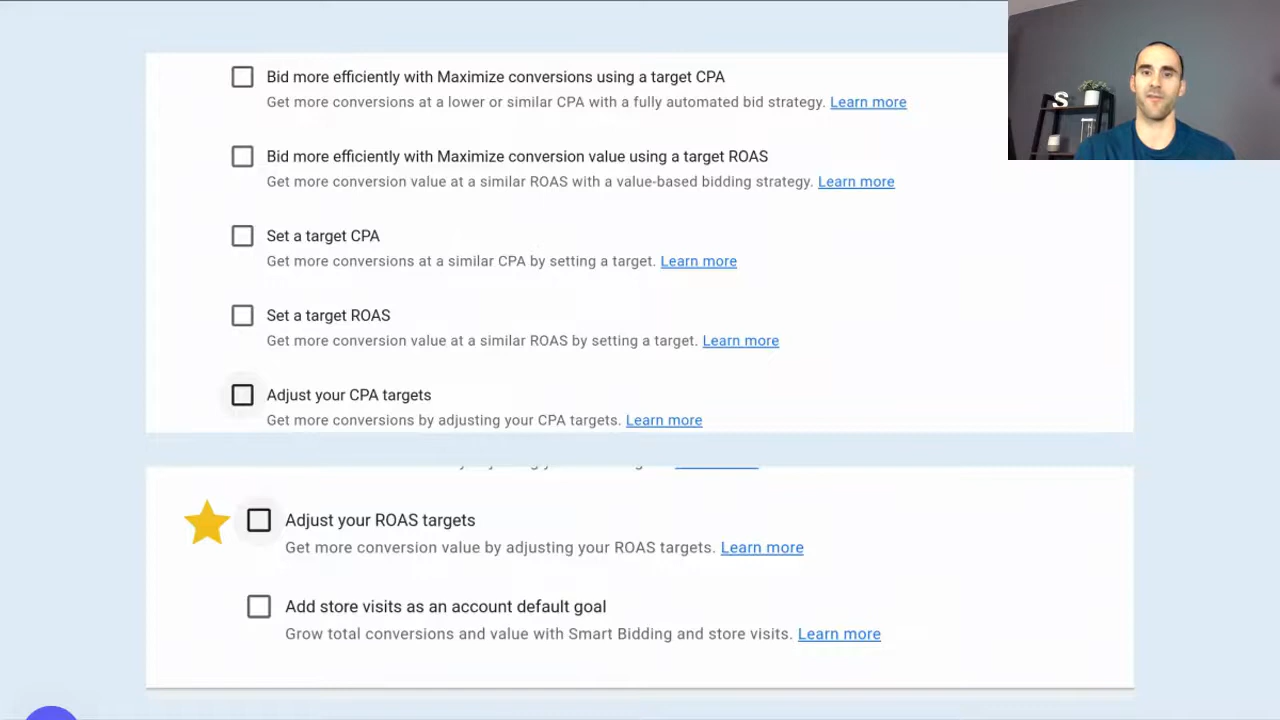 Bid more efficiently with Maximize conversions using a target CPA
Get more conversions at a lower or similar CPA with a fully automated bid strategy. Learn more
Bid more efficiently with Maximize conversion value using a target ROAS
Get more conversion value at a similar ROAS with a value-based bidding strategy. Learn more
Set a target CPA
Get more conversions at a similar CPA by setting a target. Learn more
Set a target ROAS
Get more conversion value at a similar ROAS by setting a target. Learn more
Adjust your CPA targets
Get more conversions by adjusting your CPA targets. Learn more
Adjust your ROAS targets
Get more conversion value by adjusting your ROAS targets. Learn more
Add store visits as an account default goal
Grow total conversions and value with Smart Bidding and store visits. Learn more
S